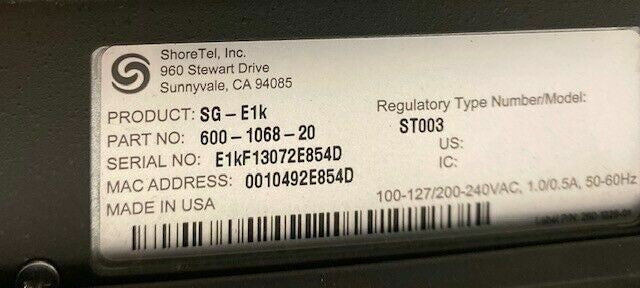 ShoreTel, Inc.
960 Stewart Drive
Sunnyvale, CA 94085
PRODUCT: SG-E1k
PART NO: 600-1068-20
SERIAL NO: E1kF13072E854D
MAC ADDRESS: 0010492E854D
MADE IN USA
Regulatory Type Number/Model:
ST003
US:
IC:
100-127/200-240VAC, 1.0/0.5A, 50-60Hz
Label P/N: